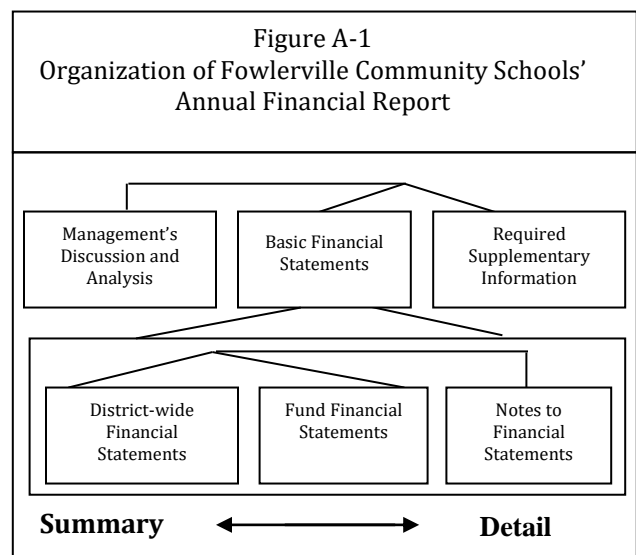 Figure A-1
Organization of Fowlerville Community Schools’
Annual Financial Report
Management’s
Discussion and
Analysis
Basic Financial
Statements
Required
Supplementary
Information
District-wide
Financial
Statements
Fund Financial
Statements
Notes to
Financial
Statements
Summary
Detail